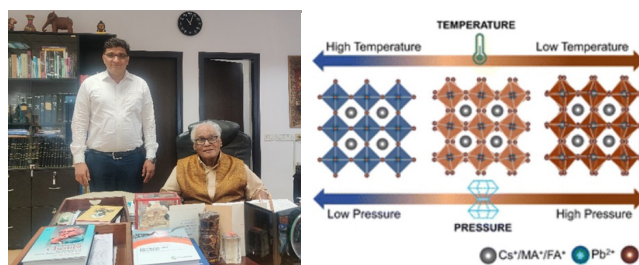 TEMPERATURE
High Temperature
Low Temperature
Low Pressure
High Pressure
PRESSURE
Cs⁺/MA⁺/FA⁺
Pb²⁺